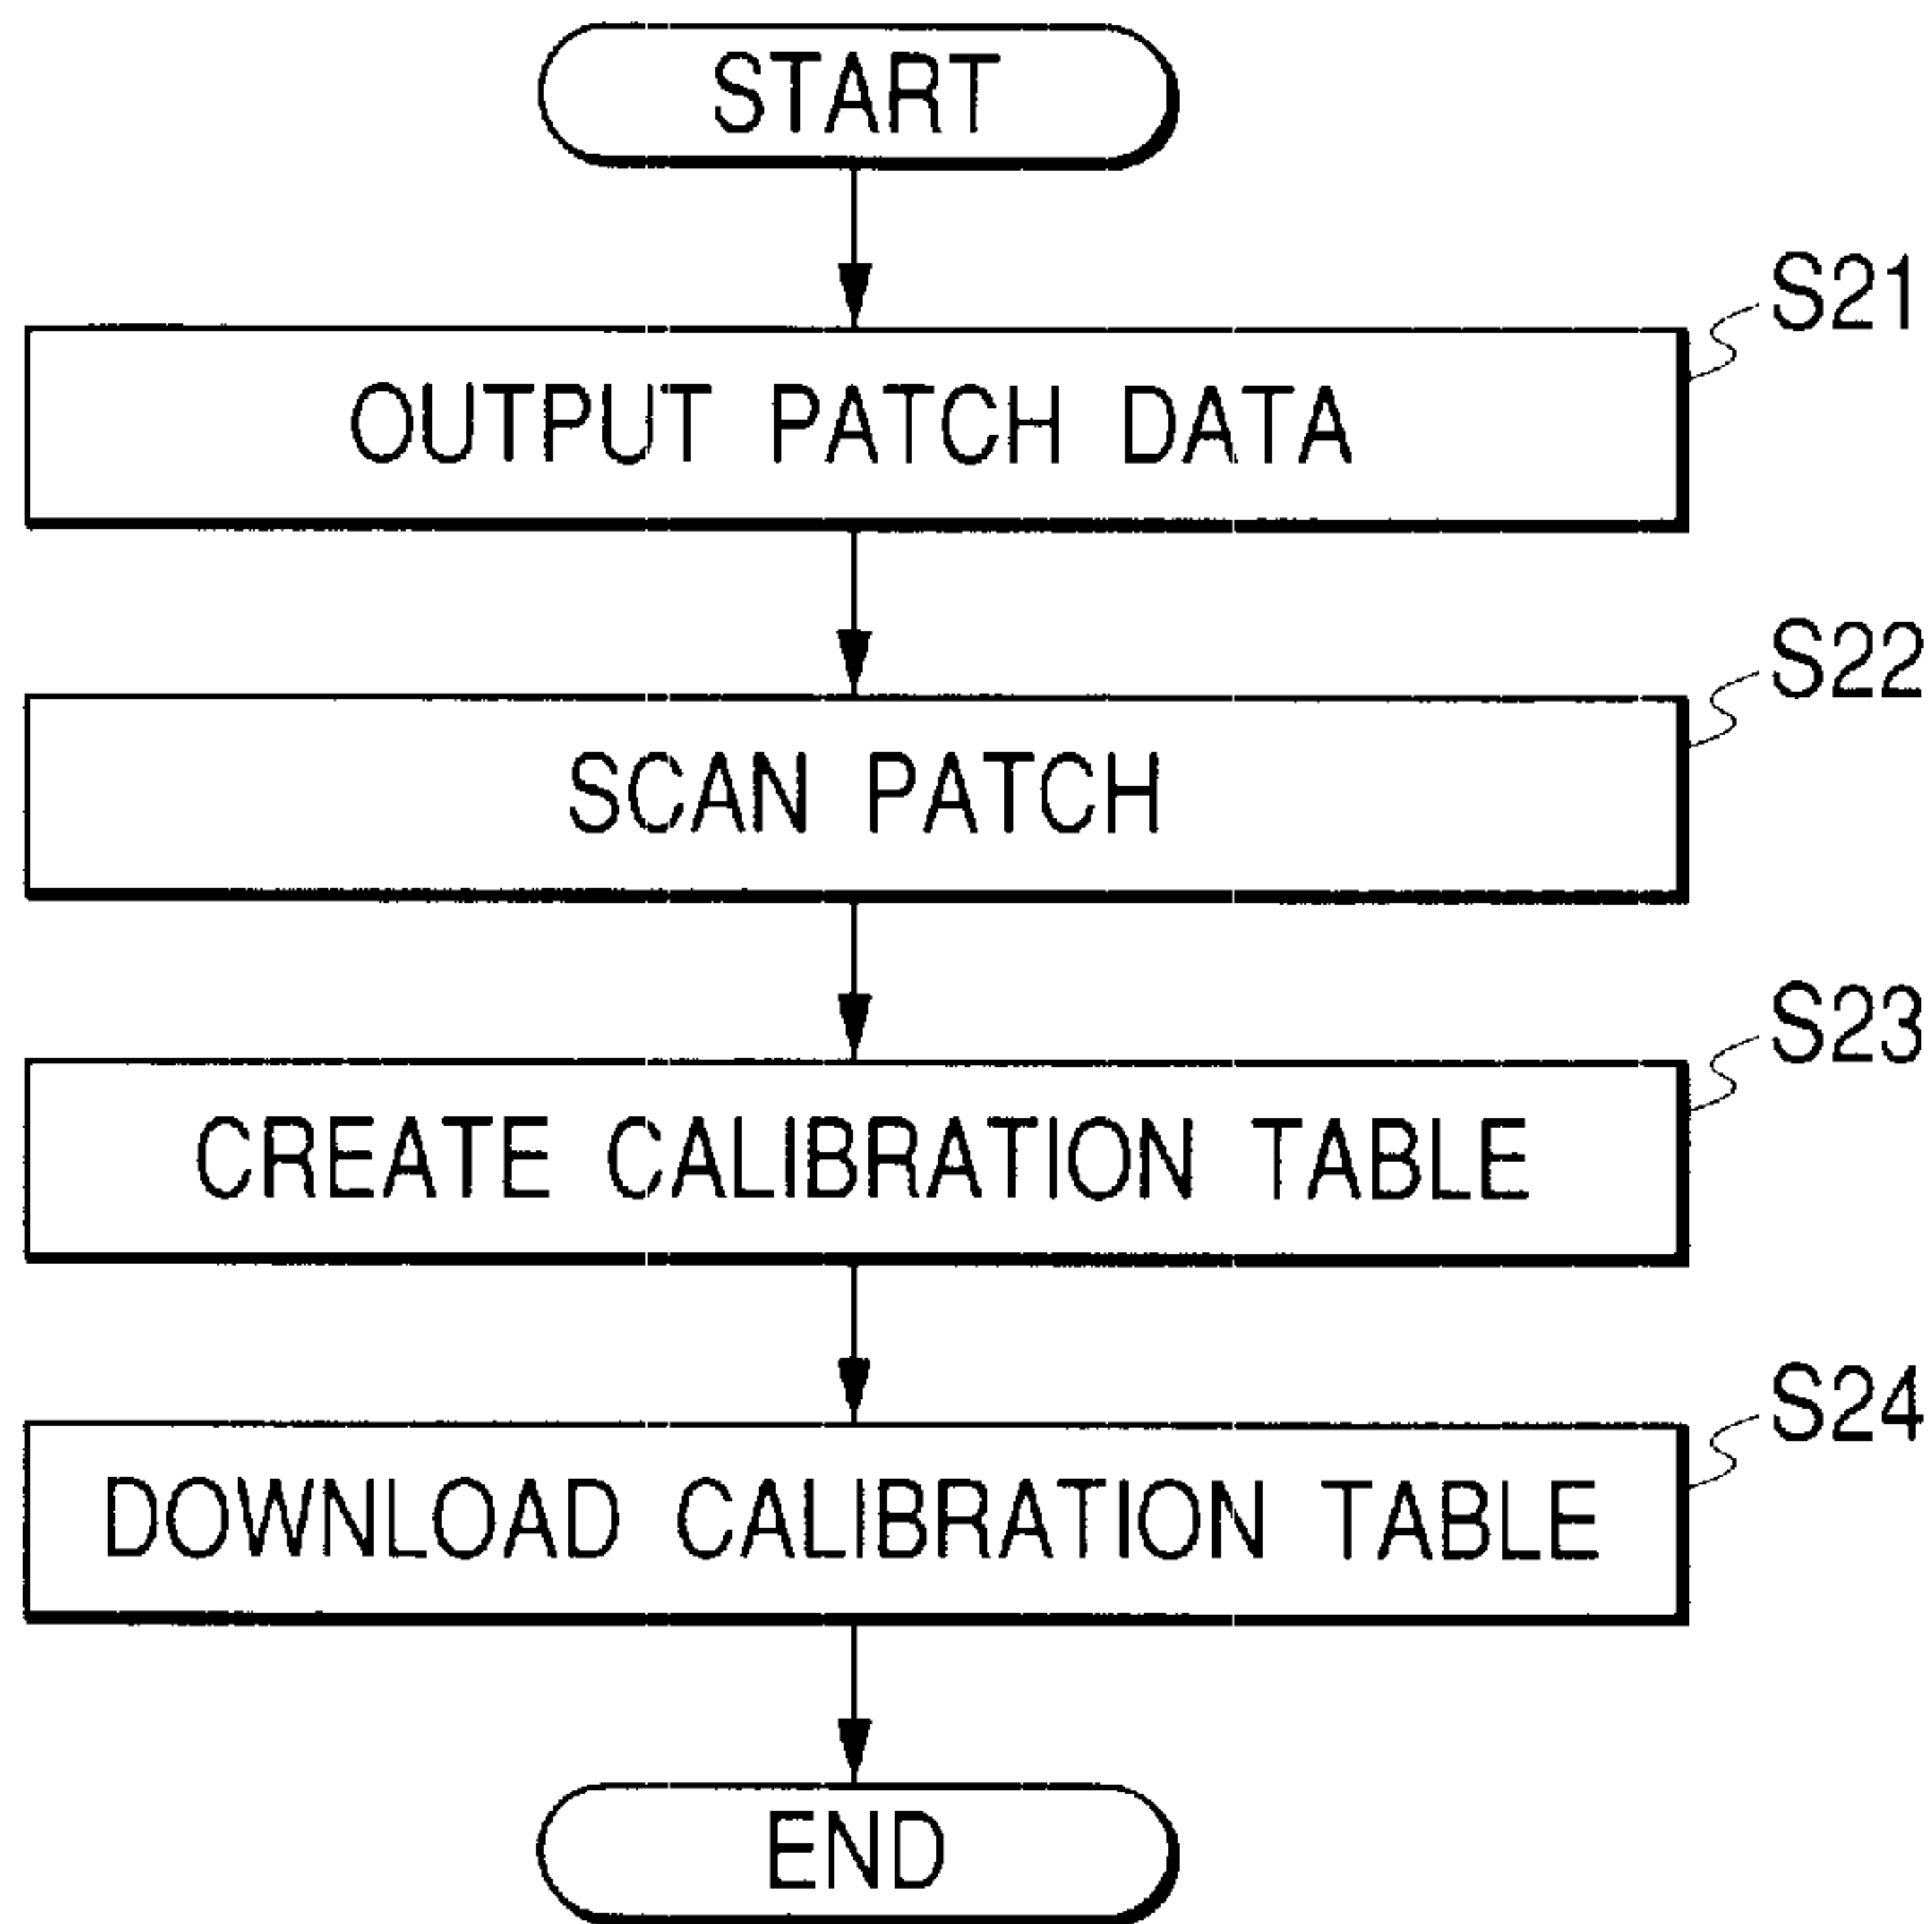 START
S21
OUTPUT PATCH DATA
S22
SCAN PATCH
S23
CREATE CALIBRATION TABLE
S24
DOWNLOAD CALIBRATION TABLE
END